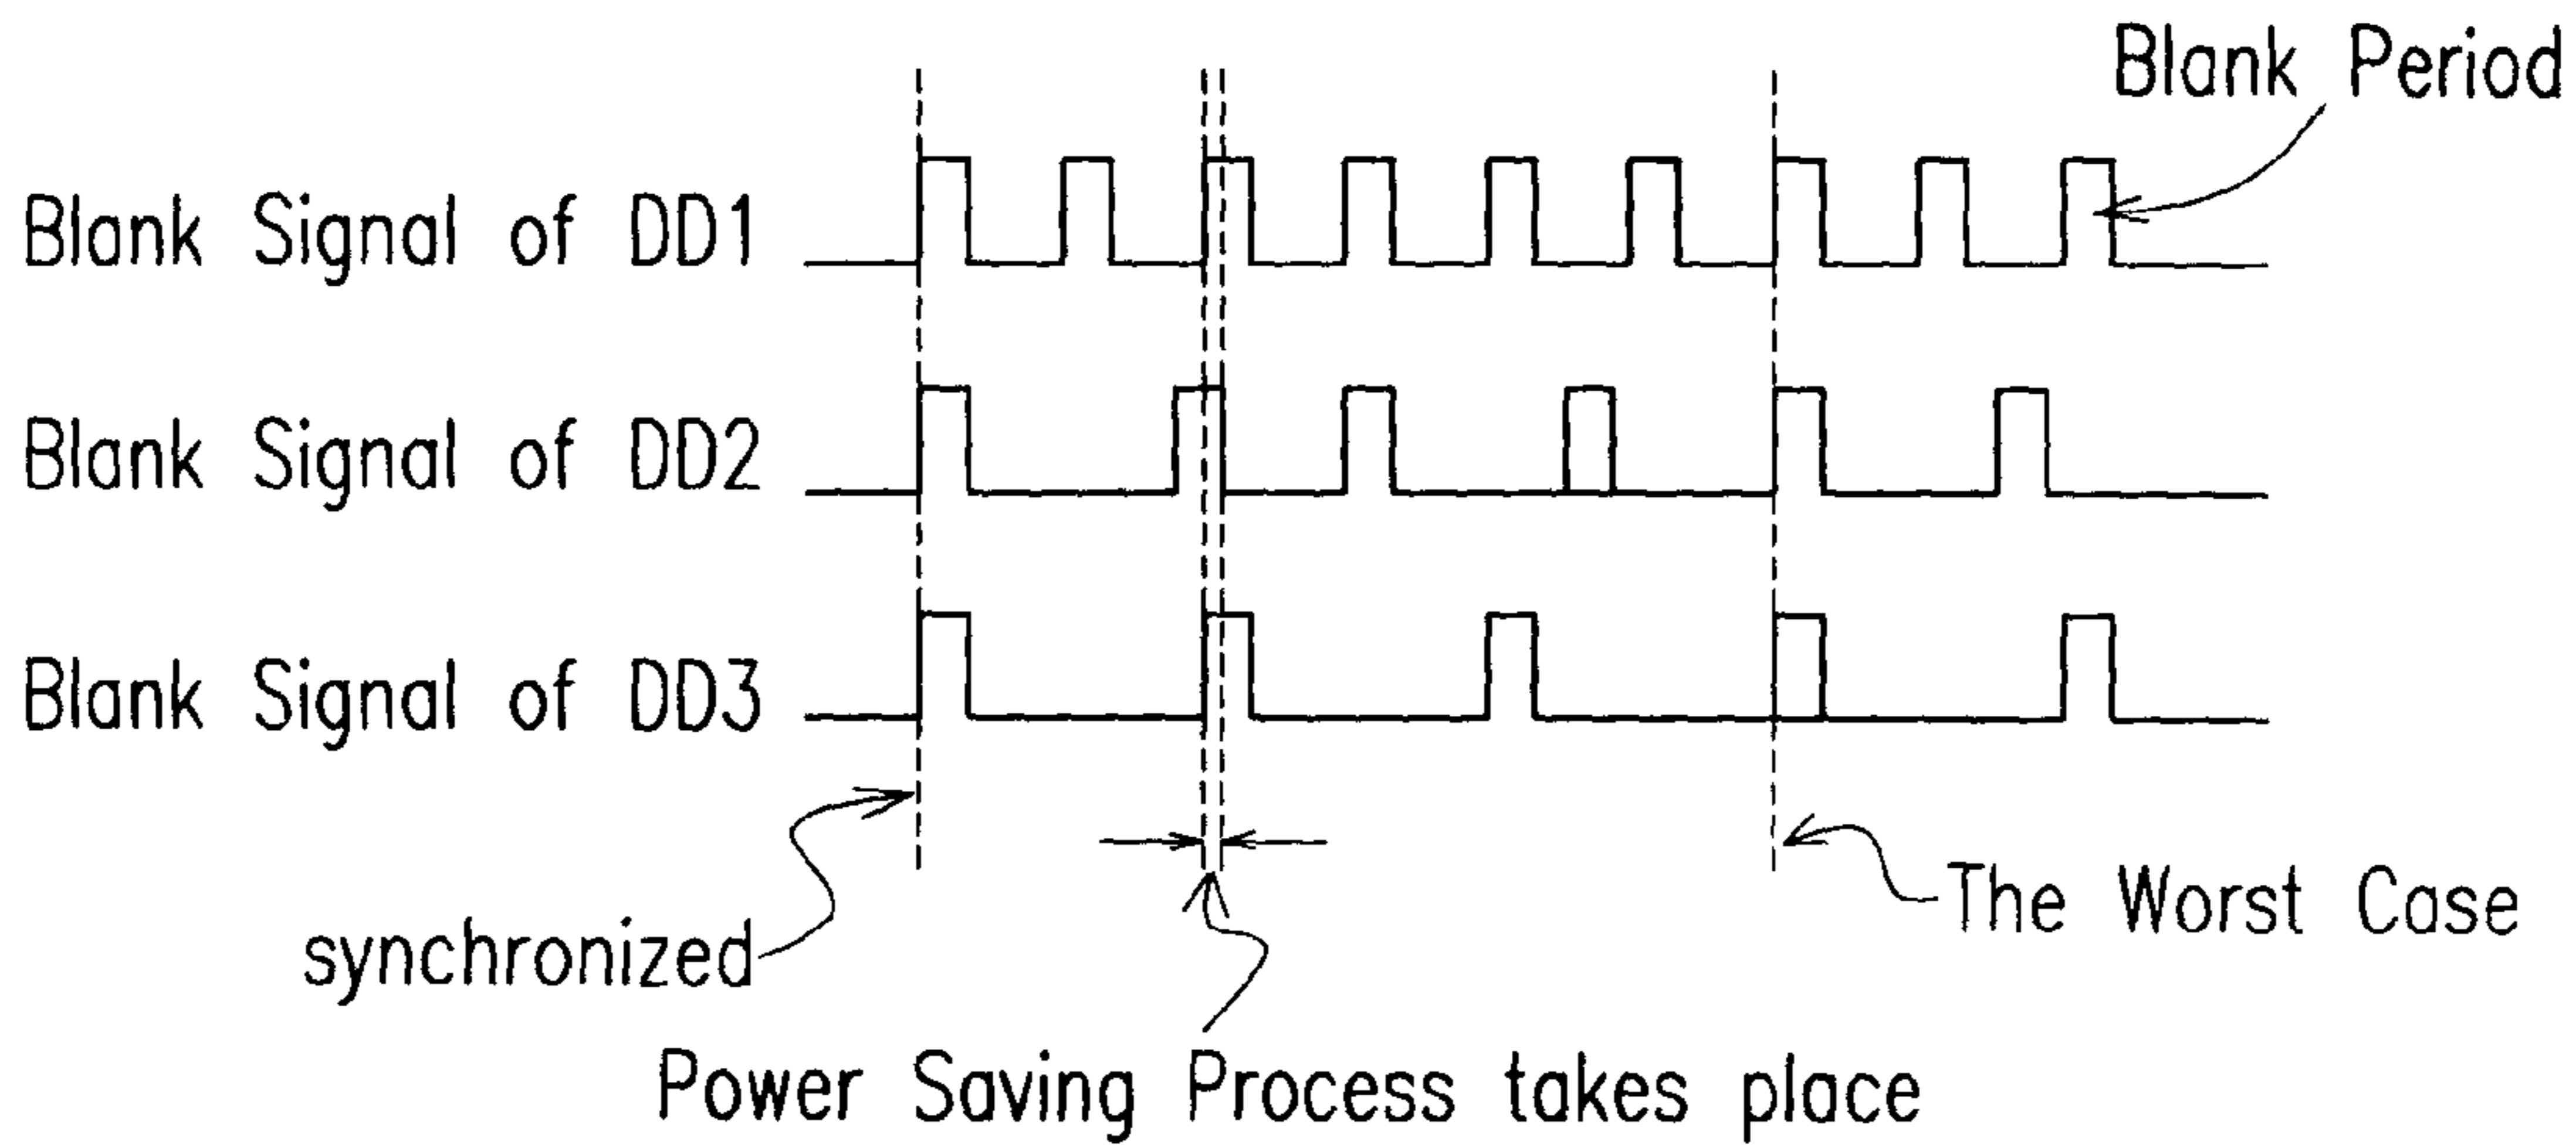 Blank Period
Blank Signal of DD1
Blank Signal of DD2
Blank Signal of DD3
The Worst Case
synchronized
Power Saving Process takes place